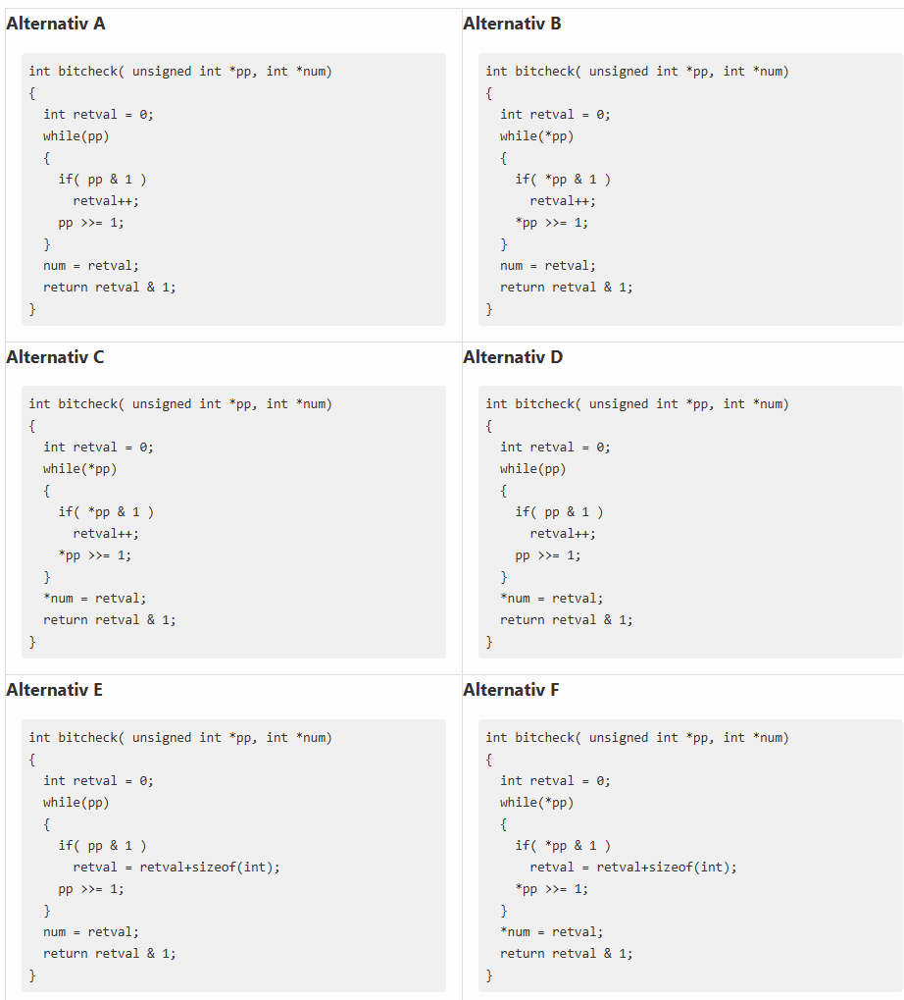 Alternativ A
int bitcheck( unsigned int *pp, int *num)
{
  int retval = 0;
  while(pp)
  {
    if( pp & 1 )
      retval++;
    pp >>= 1;
  }
  num = retval;
  return retval & 1;
}
Alternativ B
int bitcheck( unsigned int *pp, int *num)
{
  int retval = 0;
  while(*pp)
  {
    if( *pp & 1 )
      retval++;
    *pp >>= 1;
  }
  num = retval;
  return retval & 1;
}
Alternativ C
int bitcheck( unsigned int *pp, int *num)
{
  int retval = 0;
  while(*pp)
  {
    if( *pp & 1 )
      retval++;
    *pp >>= 1;
  }
  *num = retval;
  return retval & 1;
}
Alternativ D
int bitcheck( unsigned int *pp, int *num)
{
  int retval = 0;
  while(pp)
  {
    if( pp & 1 )
      retval++;
    pp >>= 1;
  }
  *num = retval;
  return retval & 1;
}
Alternativ E
int bitcheck( unsigned int *pp, int *num)
{
  int retval = 0;
  while(pp)
  {
    if( pp & 1 )
      retval = retval+sizeof(int);
    pp >>= 1;
  }
  num = retval;
  return retval & 1;
}
Alternativ F
int bitcheck( unsigned int *pp, int *num)
{
  int retval = 0;
  while(*pp)
  {
    if( *pp & 1 )
      retval = retval+sizeof(int);
    *pp >>= 1;
  }
  *num = retval;
  return retval & 1;
}